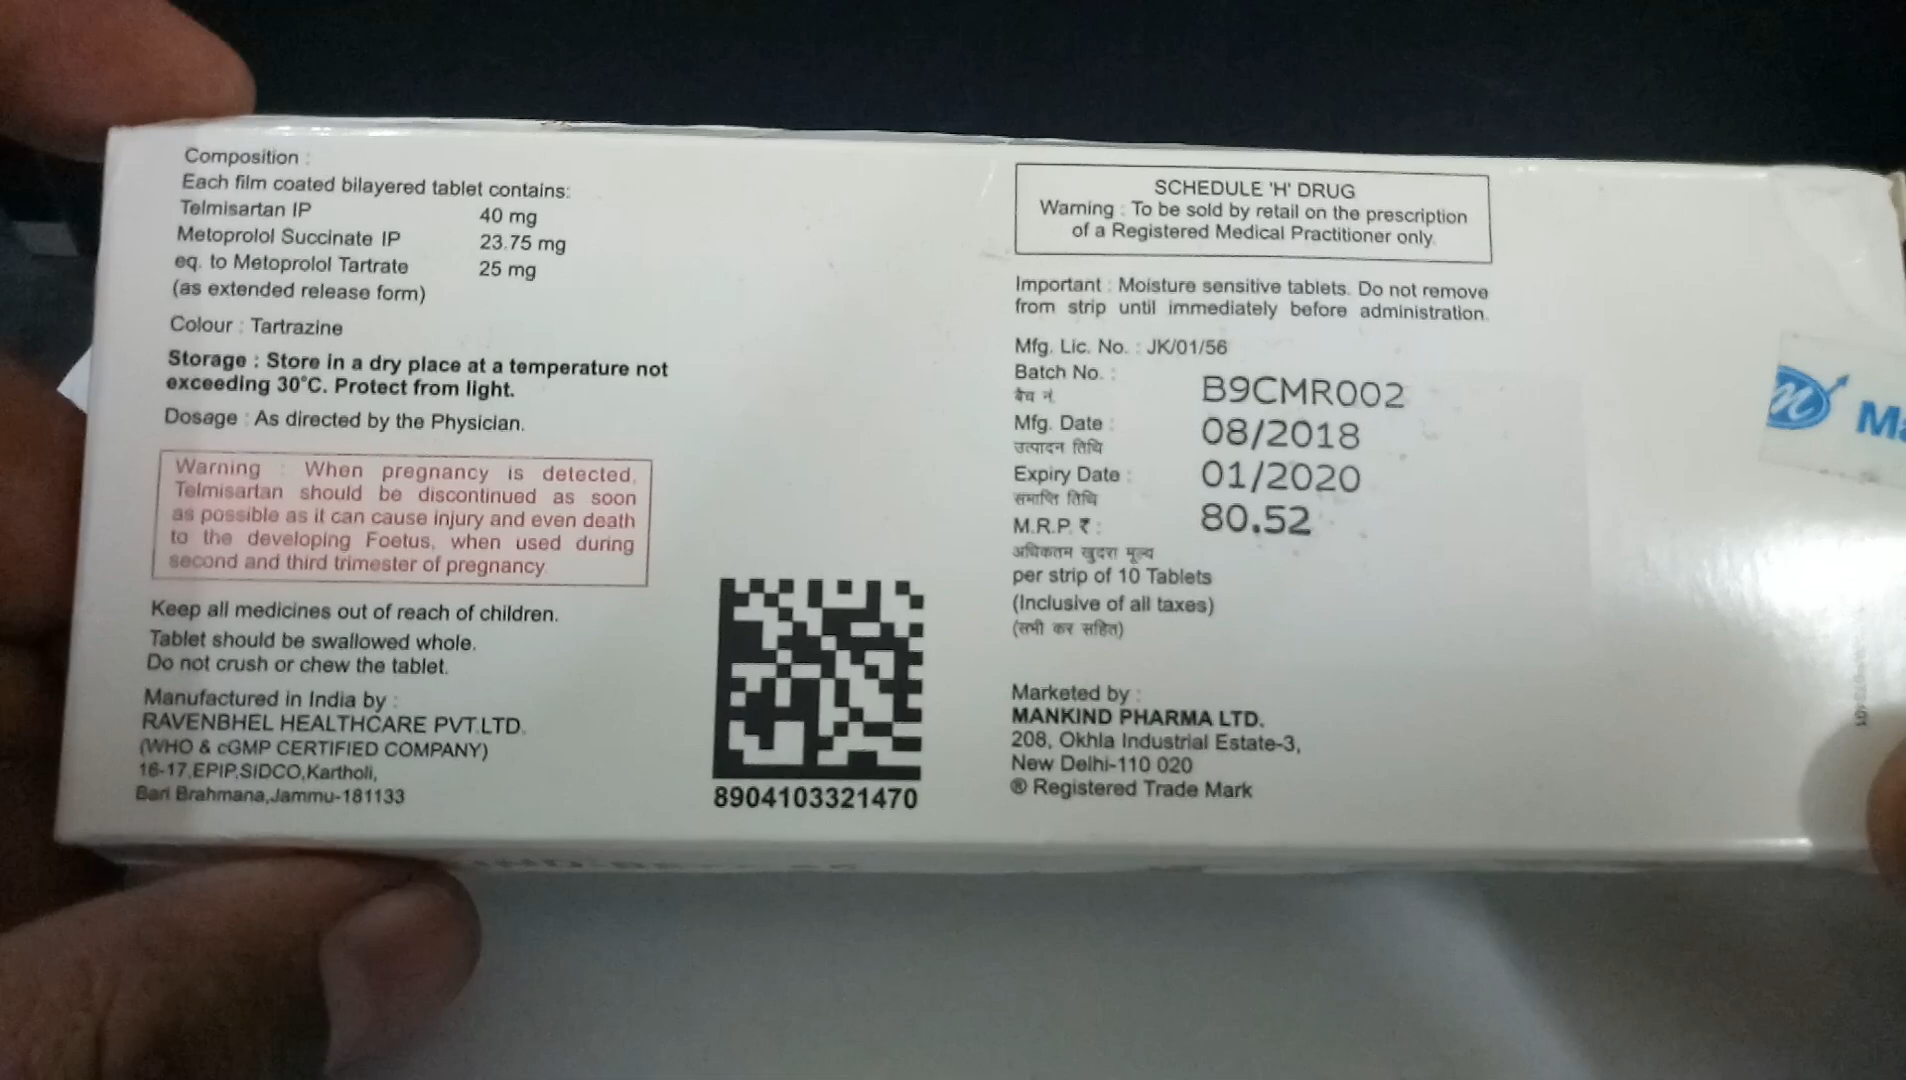 Composition :
Each film coated bilayered tablet contains:
Telmisartan IP 40 mg
Metoprolol Succinate IP 23.75 mg
eq. to Metoprolol Tartrate 25 mg
(as extended release form)
Colour : Tartrazine
Storage : Store in a dry place at a temperature not
exceeding 30°C. Protect from light.
Dosage : As directed by the Physician.
Warning : When pregnancy is detected,
Telmisartan should be discontinued as soon
as possible as it can cause injury and even death
to the developing Foetus, when used during
second and third trimester of pregnancy.
Keep all medicines out of reach of children.
Tablet should be swallowed whole.
Do not crush or chew the tablet.
Manufactured in India by :
RAVENBHEL HEALTHCARE PVT.LTD.
(WHO & cGMP CERTIFIED COMPANY)
16-17,EPIP,SIDCO,Kartholi,
Bari Brahmana,Jammu-181133
8904103321470
SCHEDULE 'H' DRUG
Warning : To be sold by retail on the prescription
of a Registered Medical Practitioner only.
Important : Moisture sensitive tablets. Do not remove
from strip until immediately before administration.
Mfg. Lic. No. : JK/01/56
Batch No. : B9CMR002
बैच नं.
Mfg. Date : 08/2018
उत्पादन तिथि
Expiry Date : 01/2020
समाप्ति तिथि
M.R.P. ₹ : 80.52
अधिकतम खुदरा मूल्य
per strip of 10 Tablets
(Inclusive of all taxes)
(सभी कर सहित)
Marketed by :
MANKIND PHARMA LTD.
208, Okhla Industrial Estate-3,
New Delhi-110 020
® Registered Trade Mark